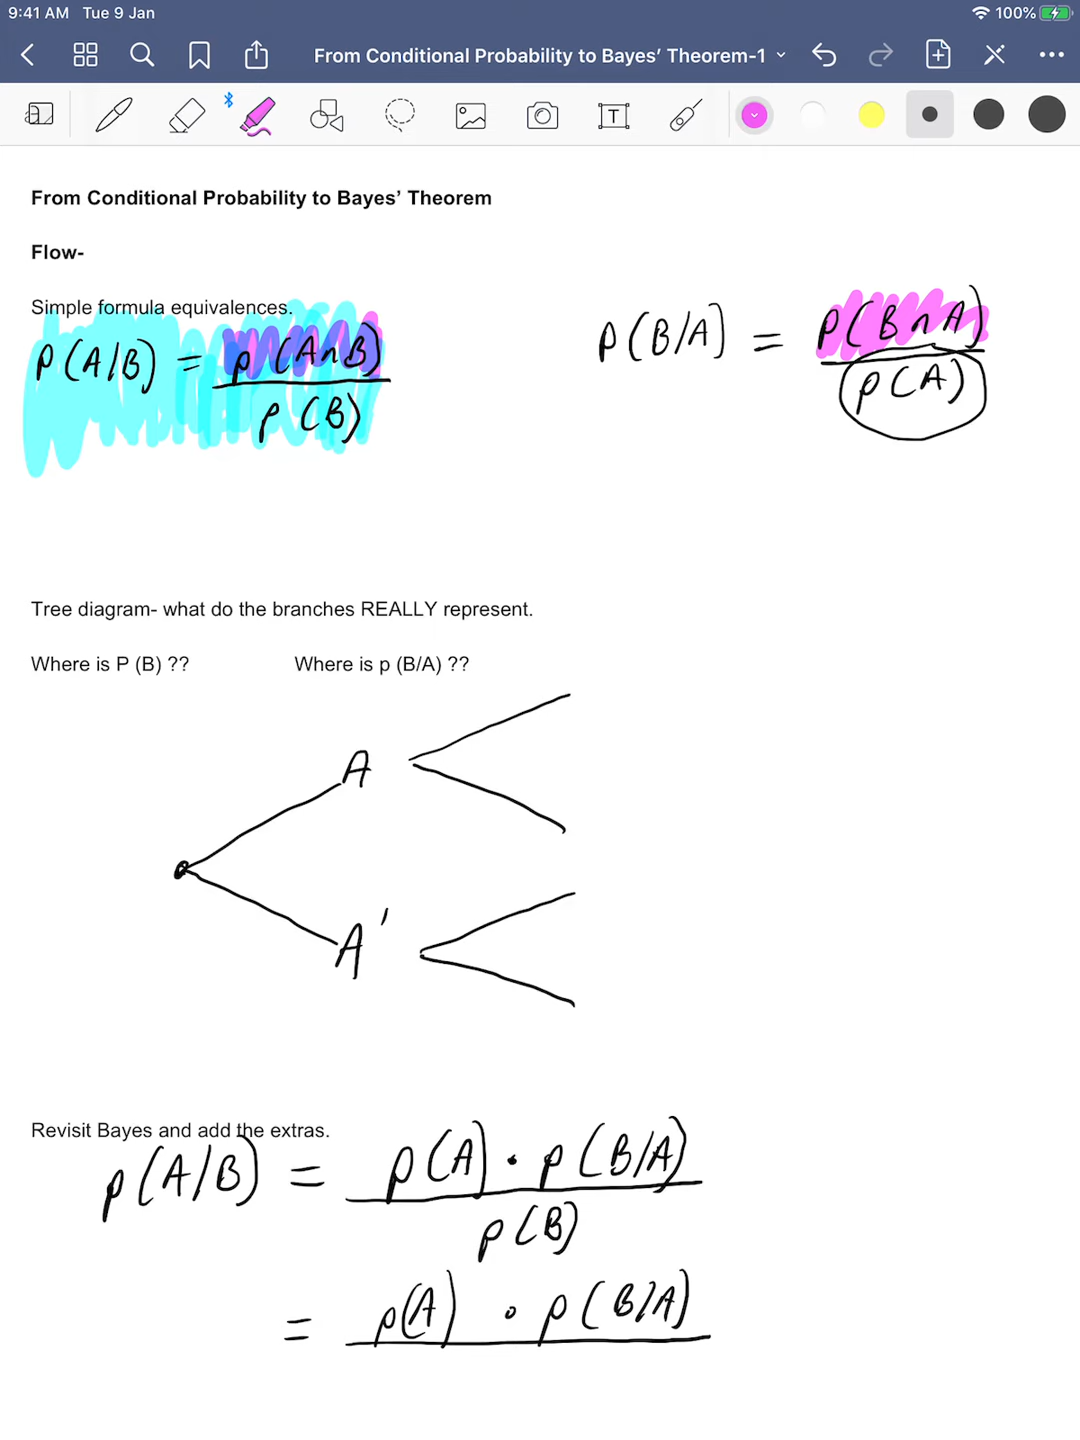 9:41 AM Tue 9 Jan
100%
From Conditional Probability to Bayes’ Theorem-1
a
T
From Conditional Probability to Bayes’ Theorem
Flow-
Simple formula equivalences.
P(A/B) = p(A∩B)
p(B)
P(B/A) = P(B∩A)
p(A)
Tree diagram- what do the branches REALLY represent.
Where is P (B) ??
Where is p (B/A) ??
A
A'
Revisit Bayes and add the extras.
p(A/B) = p(A) · p(B/A)
p(B)
= p(A) · p(B/A)